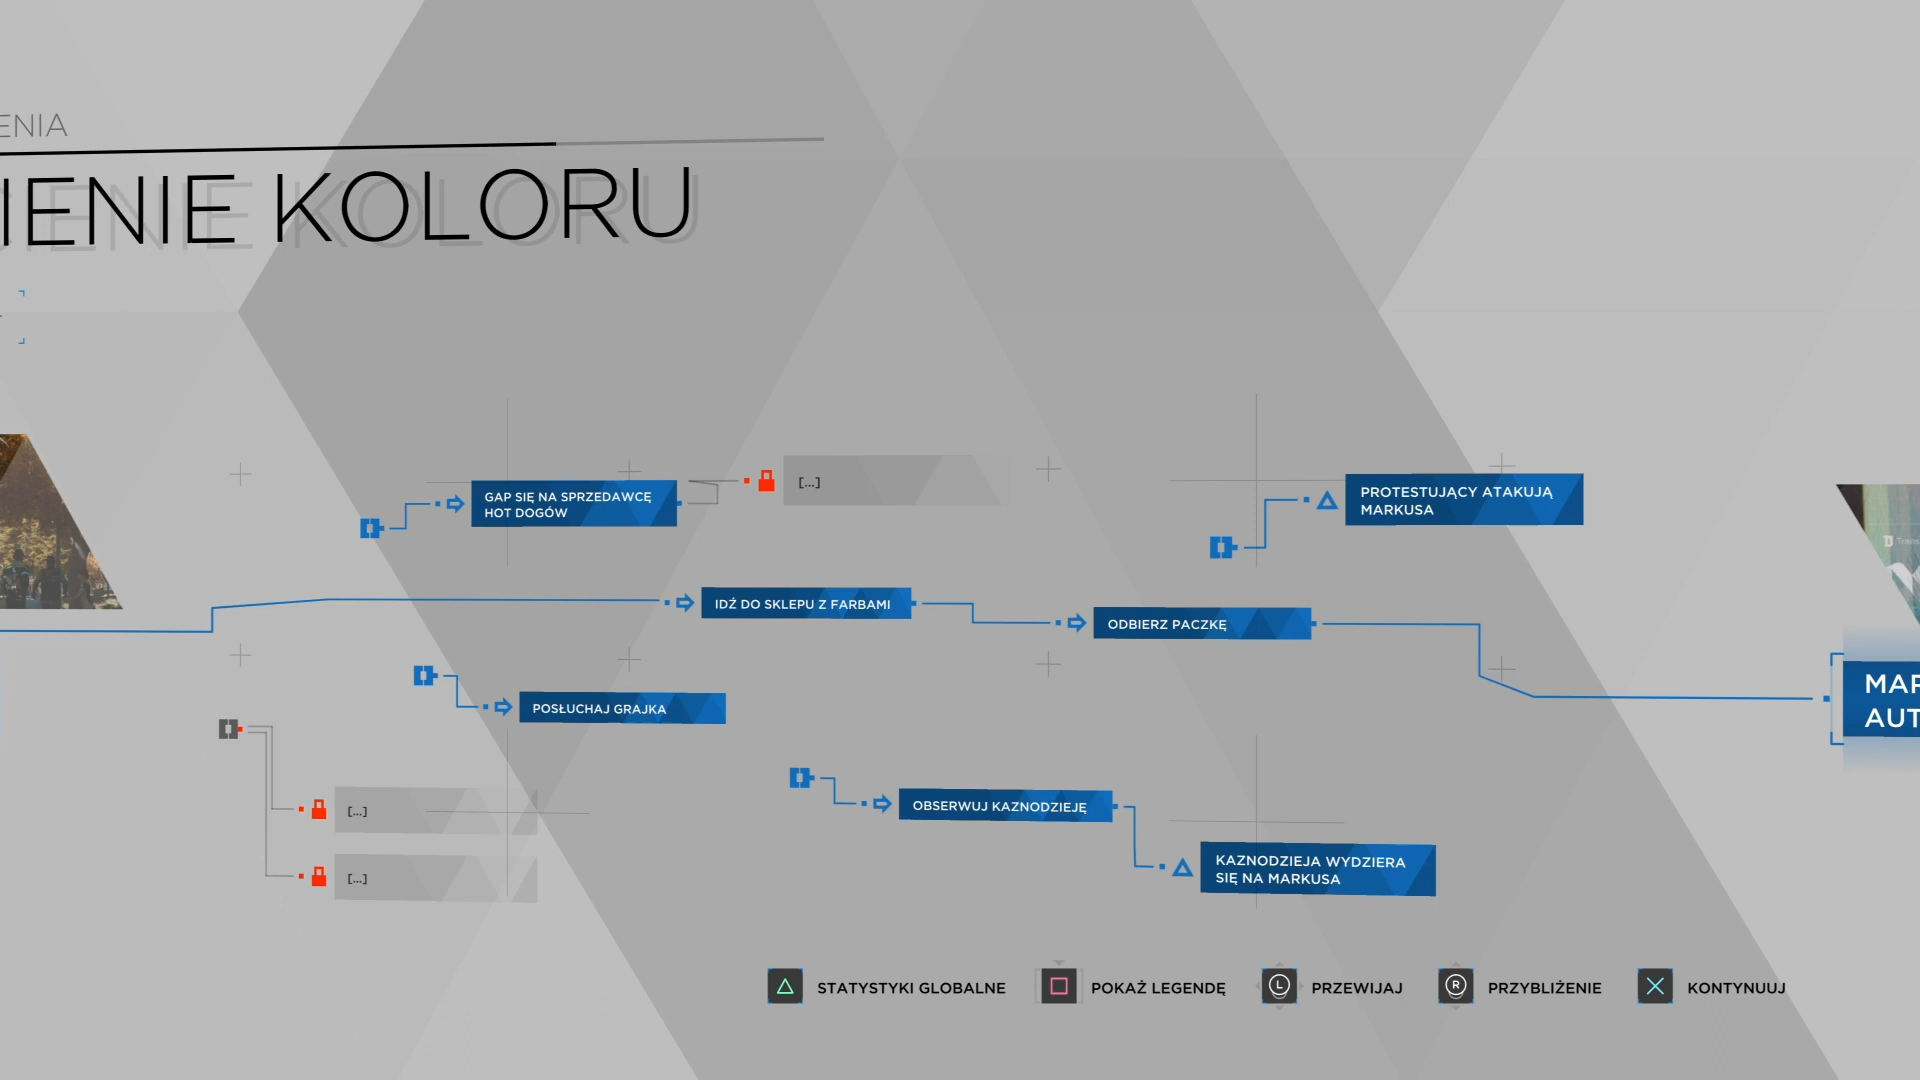 ENIA
IENIE KOLORU
GAP SIĘ NA SPRZEDAWCĘ
HOT DOGÓW
[...]
PROTESTUJĄCY ATAKUJĄ
MARKUSA
IDŹ DO SKLEPU Z FARBAMI
ODBIERZ PACZKĘ
POSŁUCHAJ GRAJKA
MAR
AUT
[...]
[...]
OBSERWUJ KAZNODZIEJĘ
KAZNODZIEJA WYDZIERA
SIĘ NA MARKUSA
STATYSTYKI GLOBALNE
POKAŻ LEGENDĘ
L PRZEWIJAJ
R PRZYBLIŻENIE
KONTYNUUJ